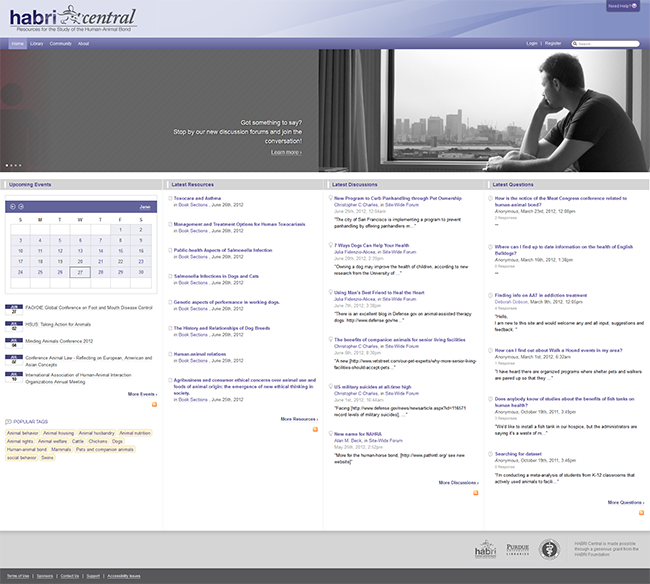 habri central
Resources for the Study of the Human-Animal Bond
Need Help?
Home Library Community About
Login | Register
Search
Got something to say?
Stop by our new discussion forums and join the
conversation!
Learn more ›
Upcoming Events
June
S M T W T F S
1 2
3 4 5 6 7 8 9
10 11 12 13 14 15 16
17 18 19 20 21 22 23
24 25 26 27 28 29 30
JUN
27
FAO/OIE Global Conference on Foot and Mouth Disease Control
HSUS: Taking Action for Animals
Minding Animals Conference 2012
Conference Animal Law - Reflecting on European, American and
Asian Concepts
International Association of Human-Animal Interaction
Organizations Annual Meeting
More Events ›
POPULAR TAGS
Animal behavior Animal housing Animal husbandry Animal nutrition
Animal rights Animal welfare Cattle Chickens Dogs
Human-animal bond Mammals Pets and companion animals
social behavior Swine
Latest Resources
Toxocara and Asthma
in Book Sections , June 26th, 2012
Management and Treatment Options for Human Toxocariasis
in Book Sections , June 26th, 2012
Public health Aspects of Salmonella Infection
in Book Sections , June 26th, 2012
Salmonella Infections in Dogs and Cats
in Book Sections , June 26th, 2012
Genetic aspects of performance in working dogs.
in Book Sections , June 26th, 2012
The History and Relationships of Dog Breeds
in Book Sections , June 26th, 2012
Human-animal relations
in Book Sections , June 26th, 2012
Agribusiness and consumer ethical concerns over animal use and
foods of animal origin: the emergence of new ethical thinking in
society.
in Book Sections , June 26th, 2012
More Resources ›
Latest Discussions
New Program to Curb Panhandling through Pet Ownership
Christopher C Charles, in Site-Wide Forum
June 25th, 2012, 12:58am
"The city of San Francisco is implementing a program to prevent
panhandling by offering panhandlers m..."
7 Ways Dogs Can Help Your Health
Julia Febrenzo-Alcea, in Site-Wide Forum
June 20th, 2012, 2:39pm
"Owning a dog may improve the health of children, according to new
research from the University of ..."
Using Man's Best Friend to Heal the Heart
Julia Febrenzo-Alcea, in Site-Wide Forum
June 7th, 2012, 3:38pm
"There is an excellent blog in Defense.gov on animal-assisted therapy
dogs: http://www.defense.gov/ne..."
The benefits of companion animals for senior living facilities
Christopher C Charles, in Site-Wide Forum
June 6th, 2012, 8:39pm
"A new [http://www.vetstreet.com/our-pet-experts/why-more-senior-living-
facilities-should-accept-pets..."
US military suicides at all-time high
Christopher C Charles, in Site-Wide Forum
June 1st, 2012, 10:44am
"Facing [http://www.defense.gov/news/newsarticle.aspx?id=116571
record levels of military suicides], ..."
New name for NAHRA
Alan M. Beck, in Site-Wide Forum
May 25th, 2012, 2:12pm
"More for the human-horse bond, [http://www.pathintl.org/ see new
website]"
More Discussions ›
Latest Questions
How is the notice of the Meat Congress conference related to
human-animal bond?
Anonymous, March 23rd, 2012, 12:08pm
0 Response
Where can I find up to date information on the health of English
Bulldogs?
Anonymous, March 16th, 2012, 1:36pm
0 Response
Finding info on AAT in addiction treatment
Deborah Dobson, March 9th, 2012, 12:05am
0 Response
"Hello,
I am new to this site and would welcome any and all input, suggestions and
feedback. "
How can I find out about Walk a Hound events in my area?
Anonymous, March 1st, 2012, 8:32am
1 Response
"I have heard there are organized programs where shelter pets and walkers
are paired up so that they ..."
Does anybody know of studies about the benefits of fish tanks on
human health?
Anonymous, October 19th, 2011, 3:49pm
0 Response
"We'd like to install a fish tank in our hospice, but the administrators are
saying it's a waste of m..."
Searching for dataset
Anonymous, October 19th, 2011, 3:46pm
0 Response
"I'm conducting a meta-analysis of students from K-12 classrooms that
actively used animals to facili..."
More Questions ›
habri
PURDUE
UNIVERSITY
LIBRARIES
HABRI Central is made possible
through a generous grant from the
HABRI Foundation
Terms of Use | Sponsors | Contact Us | Support | Accessibility Issues